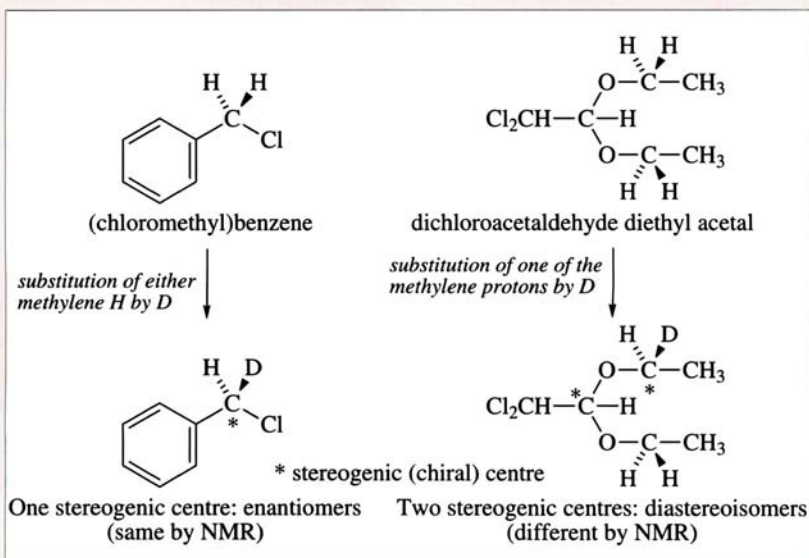 H H
C
Cl
(chloromethyl)benzene
substitution of either
methylene H by D
H D
C
*
Cl
One stereogenic centre: enantiomers
(same by NMR)
H H
O—C—CH₃
Cl₂CH—C—H
O—C—CH₃
H H
dichloroacetaldehyde diethyl acetal
substitution of one of the
methylene protons by D
H D
O—C—CH₃
*
*
Cl₂CH—C—H
O—C—CH₃
H H
* stereogenic (chiral) centre
Two stereogenic centres: diastereoisomers
(different by NMR)